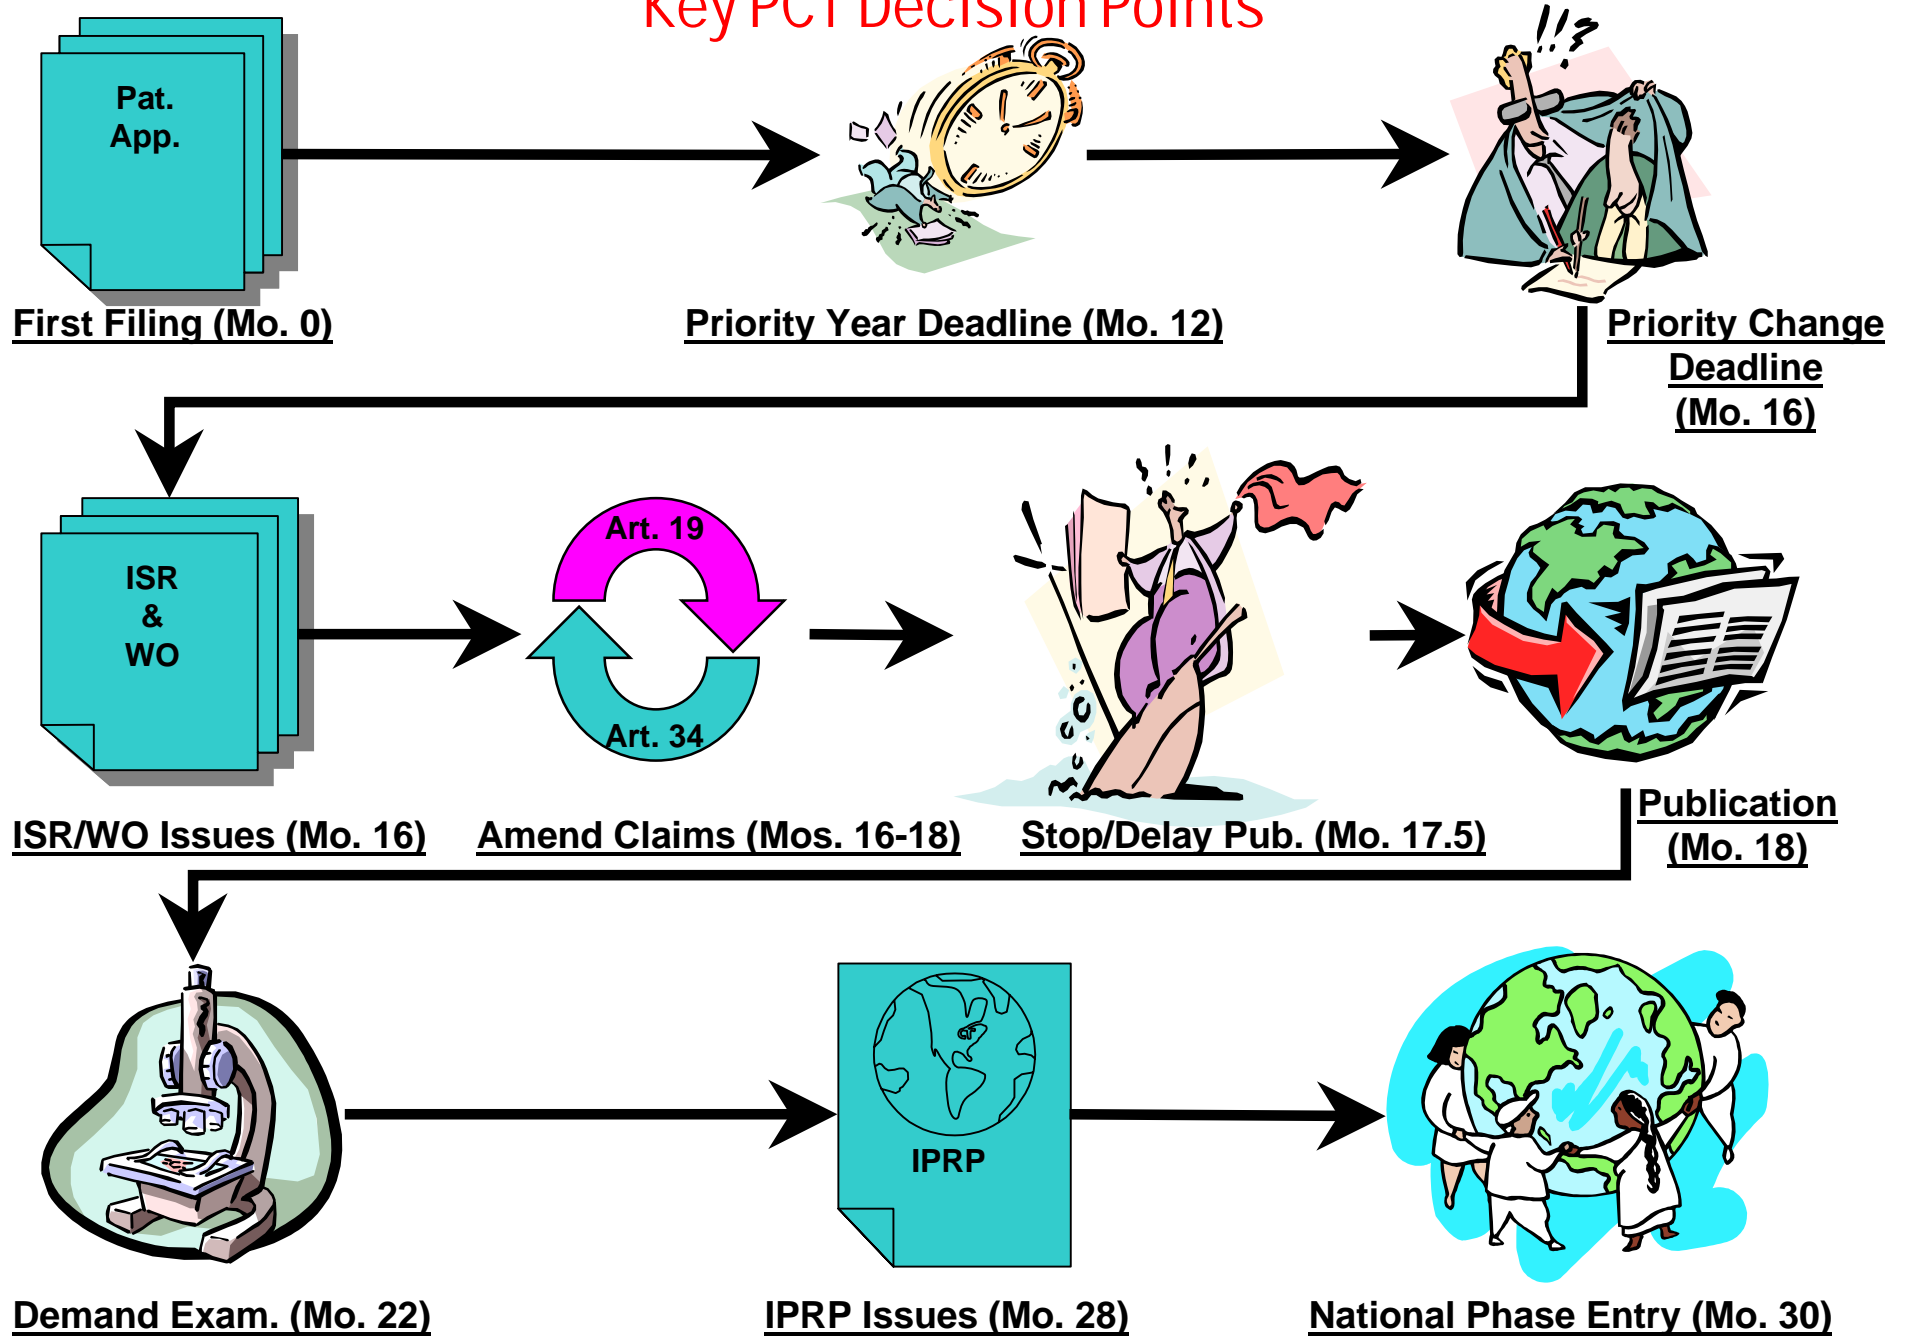 Key PCT Decision Points
Pat.
App.
First Filing (Mo. 0)
Priority Year Deadline (Mo. 12)
Priority Change
Deadline
(Mo. 16)
ISR
&
WO
Art. 19
Art. 34
ISR/WO Issues (Mo. 16)
Amend Claims (Mos. 16-18)
Stop/Delay Pub. (Mo. 17.5)
Publication
(Mo. 18)
IPRP
Demand Exam. (Mo. 22)
IPRP Issues (Mo. 28)
National Phase Entry (Mo. 30)